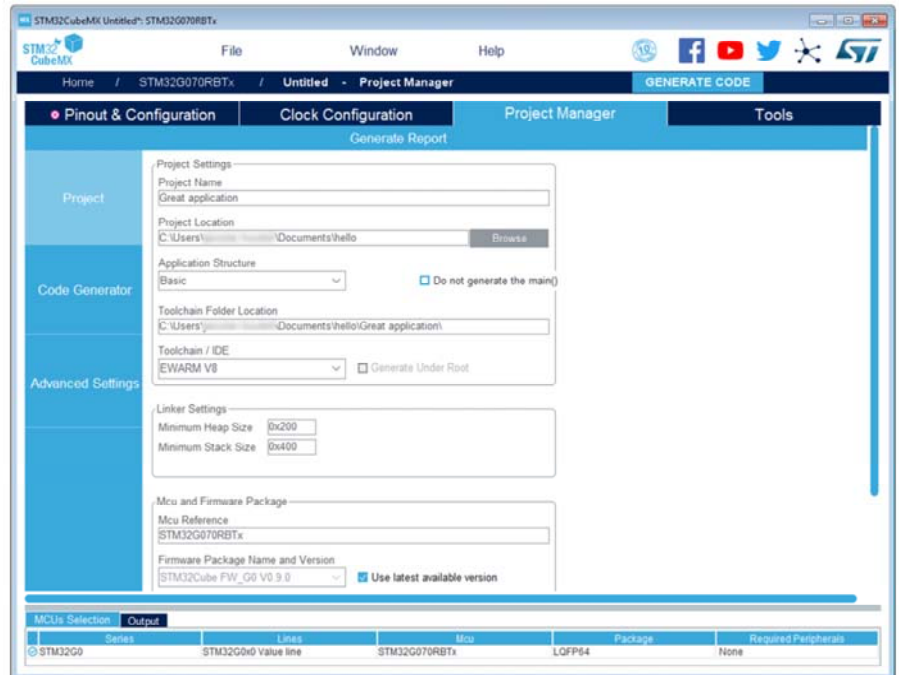 MX STM32CubeMX Untitled*: STM32G070RBTx
STM32 CubeMX File Window Help
Home / STM32G070RBTx / Untitled - Project Manager GENERATE CODE
Pinout & Configuration Clock Configuration Project Manager Tools
Generate Report
Project
Code Generator
Advanced Settings
Project Settings
Project Name
Great application
Project Location
C:\Users\ \Documents\hello Browse
Application Structure
Basic Do not generate the main()
Toolchain Folder Location
C:\Users\ \Documents\hello\Great application\
Toolchain / IDE
EWARM V8 Generate Under Root
Linker Settings
Minimum Heap Size 0x200
Minimum Stack Size 0x400
Mcu and Firmware Package
Mcu Reference
STM32G070RBTx
Firmware Package Name and Version
STM32Cube FW_G0 V0.9.0 Use latest available version
MCUs Selection Output
Series Lines Mcu Package Required Peripherals
STM32G0 STM32G0x0 Value line STM32G070RBTx LQFP64 None